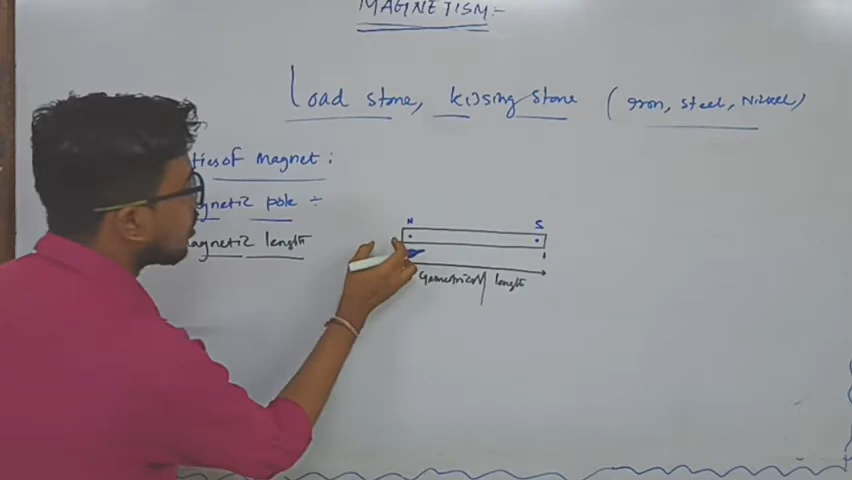 MAGNETISM:-
Load stone, kissing stone (Iron, steel, Nickel)
ties of magnet :
gnetic pole ÷
agnetic length
N S
Geometrical length